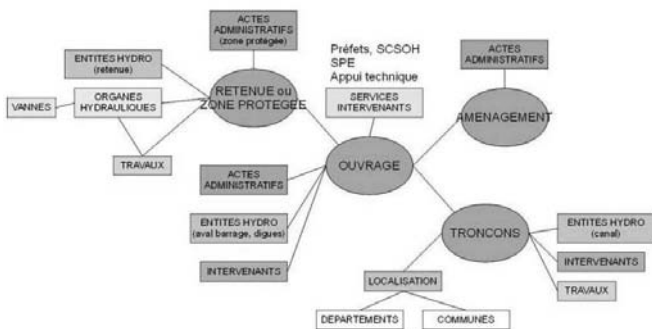 ACTES
ADMINISTRATIFS
(zone protégée)
Préfets, SCSOH
SPE
Appui technique
ACTES
ADMINISTRATIFS
ENTITES HYDRO
(retenue)
RETENUE ou
ZONE PROTEGEE
SERVICES
INTERVENANTS
AMENAGEMENT
VANNES
ORGANES
HYDRAULIQUES
TRAVAUX
OUVRAGE
ACTES
ADMINISTRATIFS
ENTITES HYDRO
(aval barrage, digues)
TRONCONS
ENTITES HYDRO
(canal)
INTERVENANTS
INTERVENANTS
LOCALISATION
TRAVAUX
DEPARTEMENTS
COMMUNES